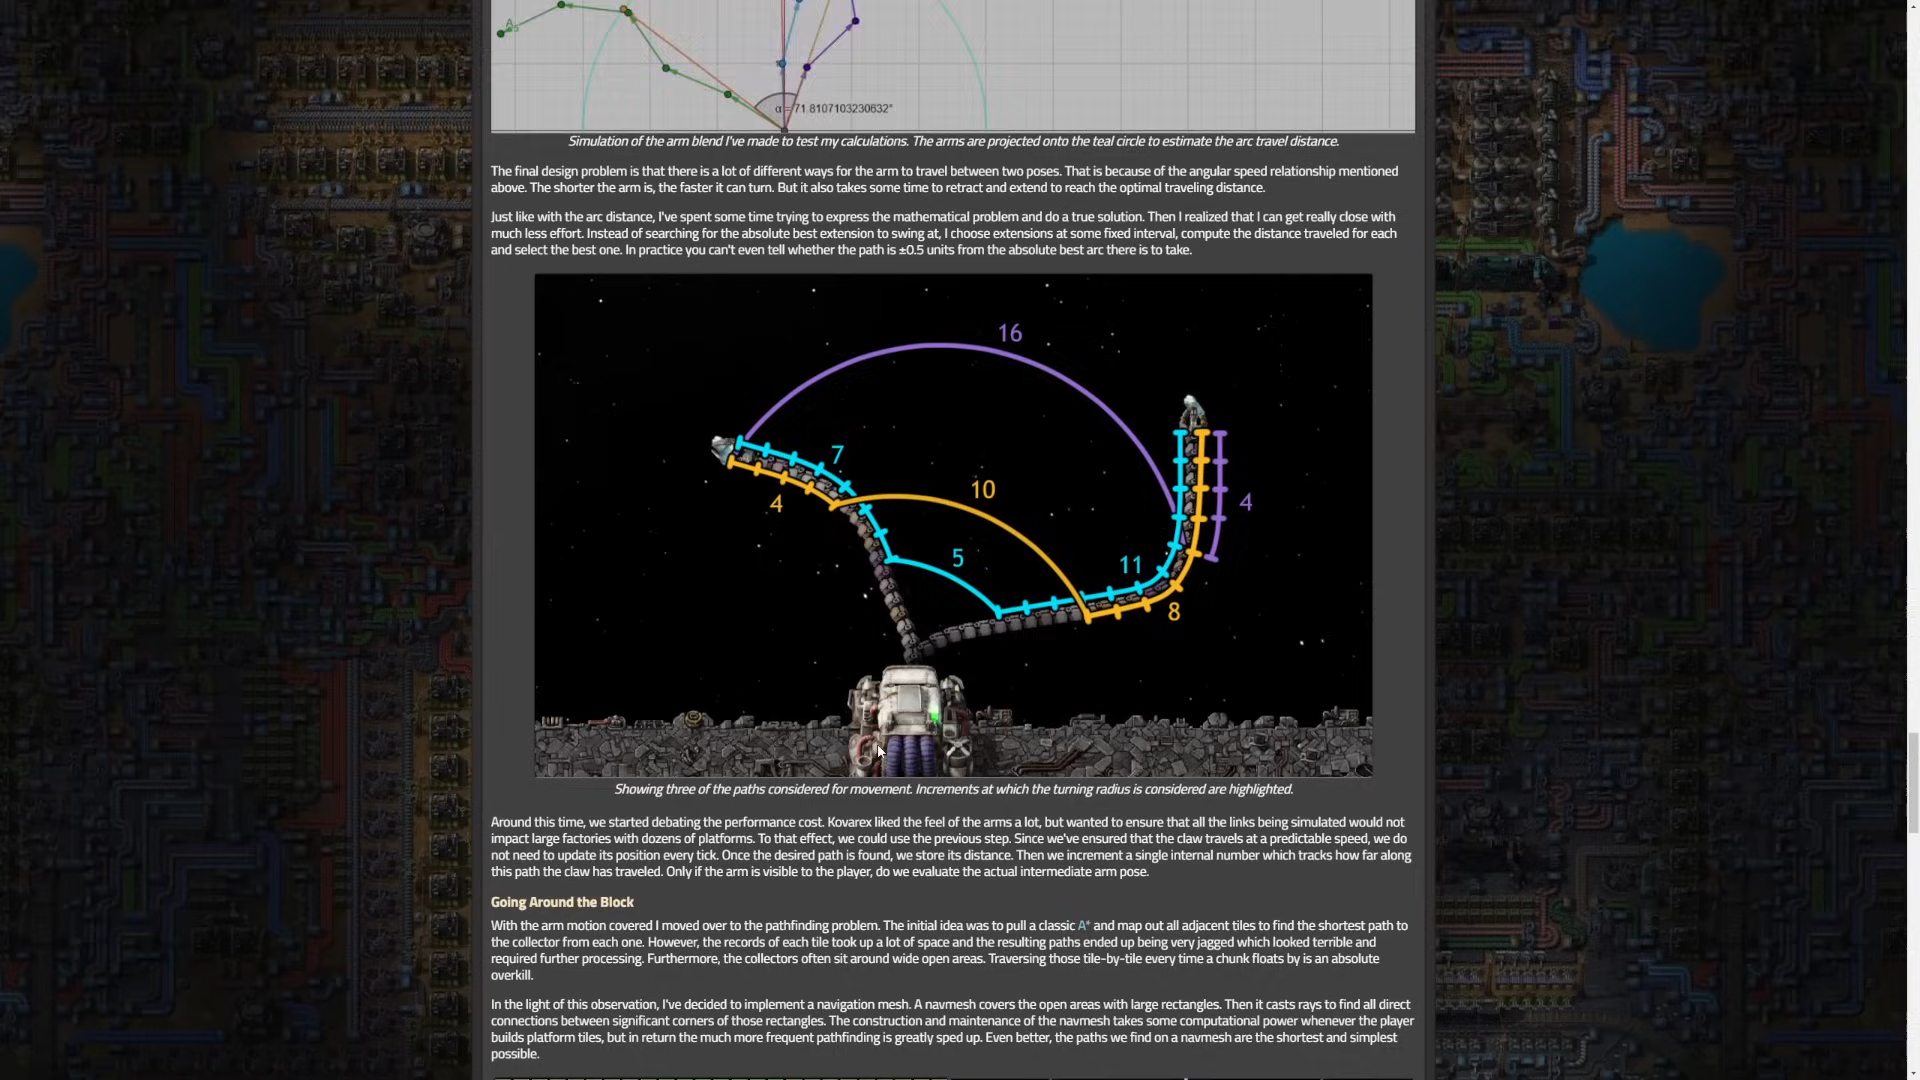 A
α = 71.8107103230632°
Simulation of the arm blend I've made to test my calculations. The arms are projected onto the teal circle to estimate the arc travel distance.
The final design problem is that there is a lot of different ways for the arm to travel between two poses. That is because of the angular speed relationship mentioned
above. The shorter the arm is, the faster it can turn. But it also takes some time to retract and extend to reach the optimal traveling distance.
Just like with the arc distance, I've spent some time trying to express the mathematical problem and do a true solution. Then I realized that I can get really close with
much less effort. Instead of searching for the absolute best extension to swing at, I choose extensions at some fixed interval, compute the distance traveled for each
and select the best one. In practice you can't even tell whether the path is ±0.5 units from the absolute best arc there is to take.
16
7
10
4
4
5
11
8
Showing three of the paths considered for movement. Increments at which the turning radius is considered are highlighted.
Around this time, we started debating the performance cost. Kovarex liked the feel of the arms a lot, but wanted to ensure that all the links being simulated would not
impact large factories with dozens of platforms. To that effect, we could use the previous step. Since we've ensured that the claw travels at a predictable speed, we do
not need to update its position every tick. Once the desired path is found, we store its distance. Then we increment a single internal number which tracks how far along
this path the claw has traveled. Only if the arm is visible to the player, do we evaluate the actual intermediate arm pose.
Going Around the Block
With the arm motion covered I moved over to the pathfinding problem. The initial idea was to pull a classic A* and map out all adjacent tiles to find the shortest path to
the collector from each one. However, the records of each tile took up a lot of space and the resulting paths ended up being very jagged which looked terrible and
required further processing. Furthermore, the collectors often sit around wide open areas. Traversing those tile-by-tile every time a chunk floats by is an absolute
overkill.
In the light of this observation, I've decided to implement a navigation mesh. A navmesh covers the open areas with large rectangles. Then it casts rays to find all direct
connections between significant corners of those rectangles. The construction and maintenance of the navmesh takes some computational power whenever the player
builds platform tiles, but in return the much more frequent pathfinding is greatly sped up. Even better, the paths we find on a navmesh are the shortest and simplest
possible.